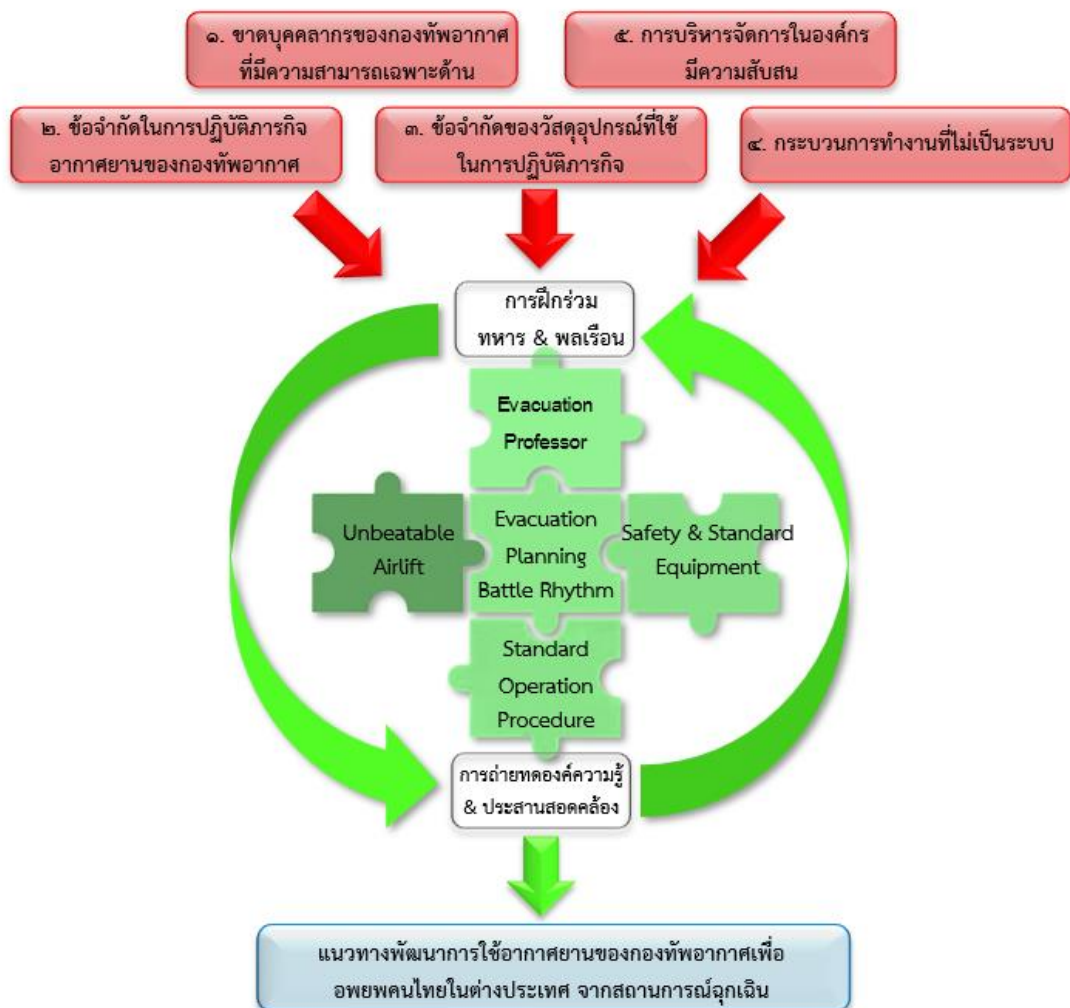 ๑. ขาดบุคคลากรของกองทัพอากาศ
ที่มีความสามารถเฉพาะด้าน
๕. การบริหารจัดการในองค์กร
มีความสับสน
๒. ข้อจำกัดในการปฏิบัติภารกิจ
อากาศยานของกองทัพอากาศ
๓. ข้อจำกัดของวัสดุอุปกรณ์ที่ใช้
ในการปฏิบัติภารกิจ
๔. กระบวนการทำงานที่ไม่เป็นระบบ
การฝึกร่วม
ทหาร & พลเรือน
Evacuation
Professor
Unbeatable
Airlift
Evacuation
Planning
Battle Rhythm
Safety & Standard
Equipment
Standard
Operation
Procedure
การถ่ายทดองค์ความรู้
& ประสานสอดคล้อง
แนวทางพัฒนาการใช้อากาศยานของกองทัพอากาศเพื่อ
อพยพคนไทยในต่างประเทศ จากสถานการณ์ฉุกเฉิน